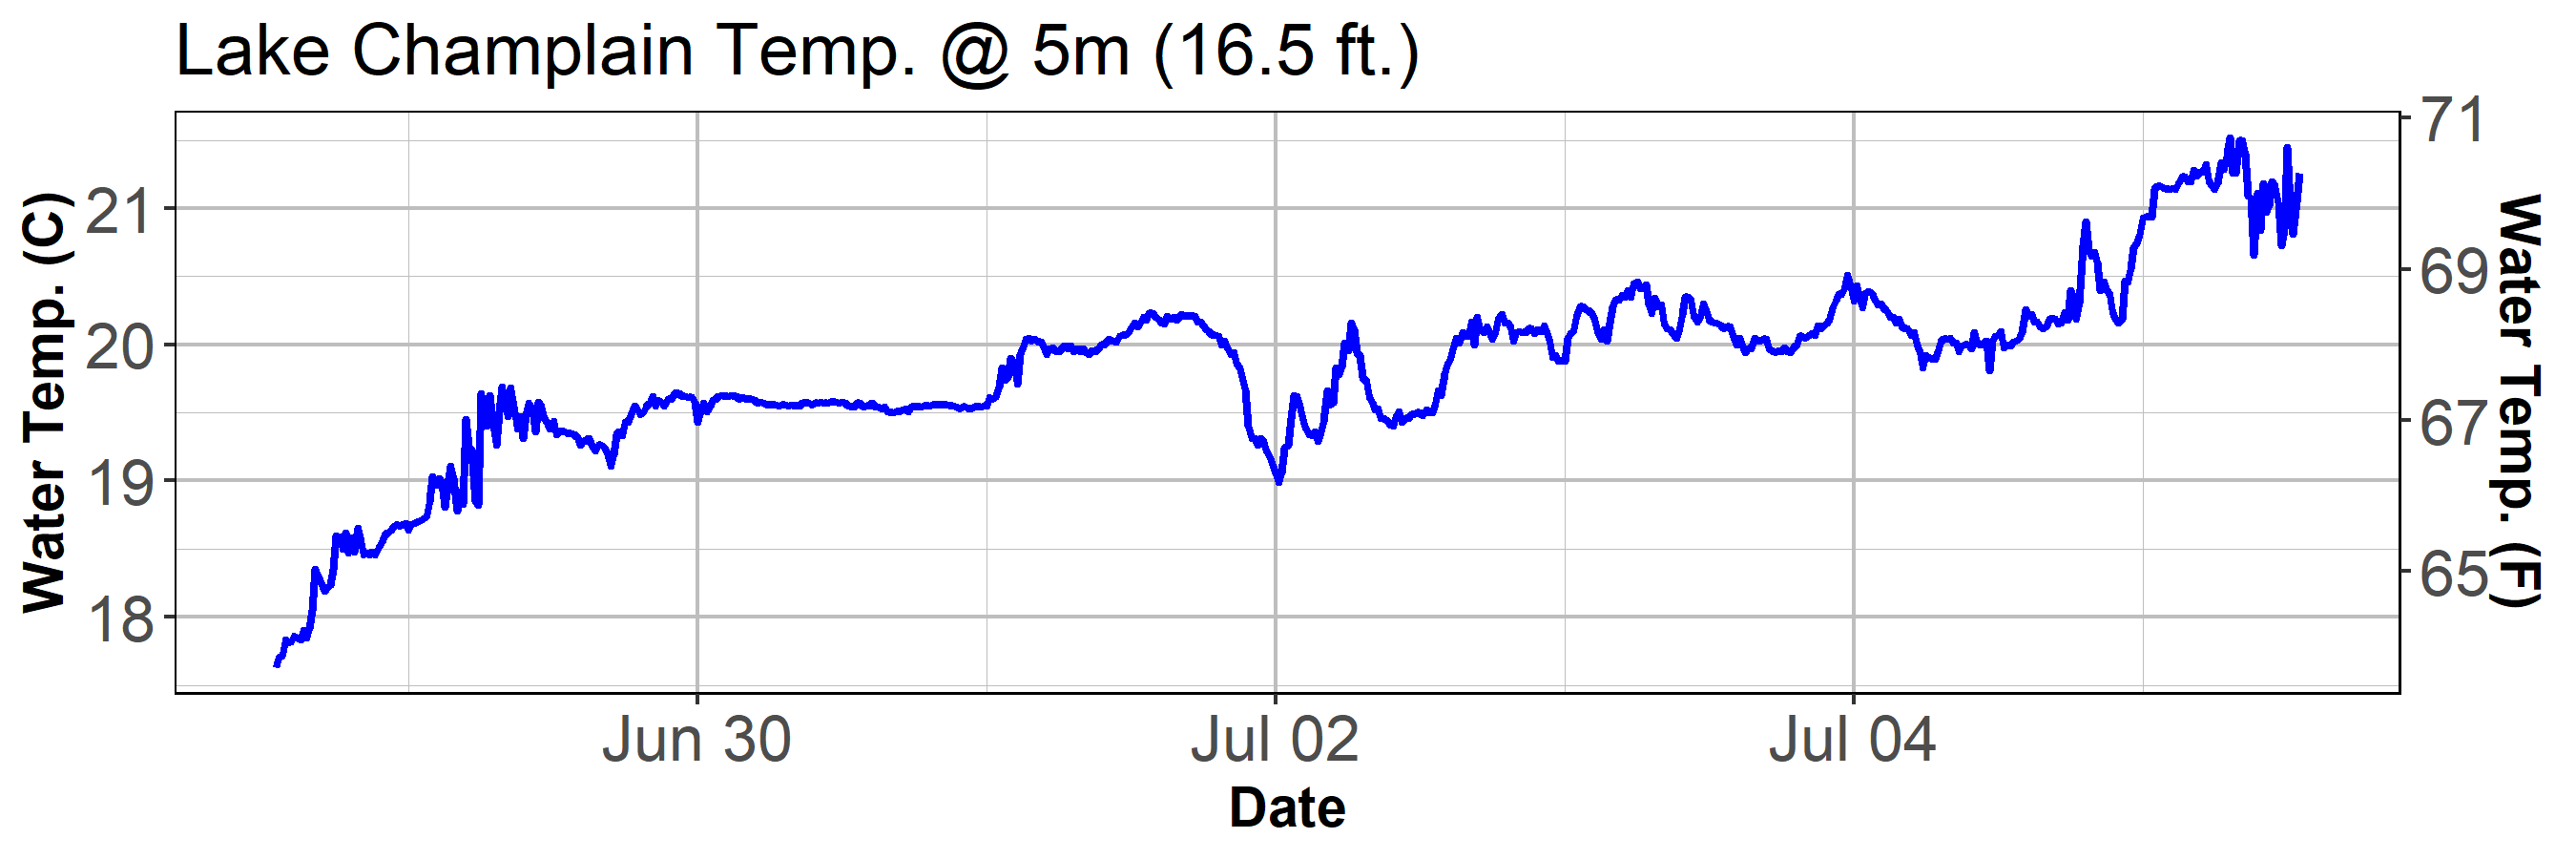 Lake Champlain Temp. @ 5m (16.5 ft.)
Water Temp. (C)
21
20
19
18
71
69
67
65
Water Temp. (F)
Jun 30
Jul 02
Jul 04
Date